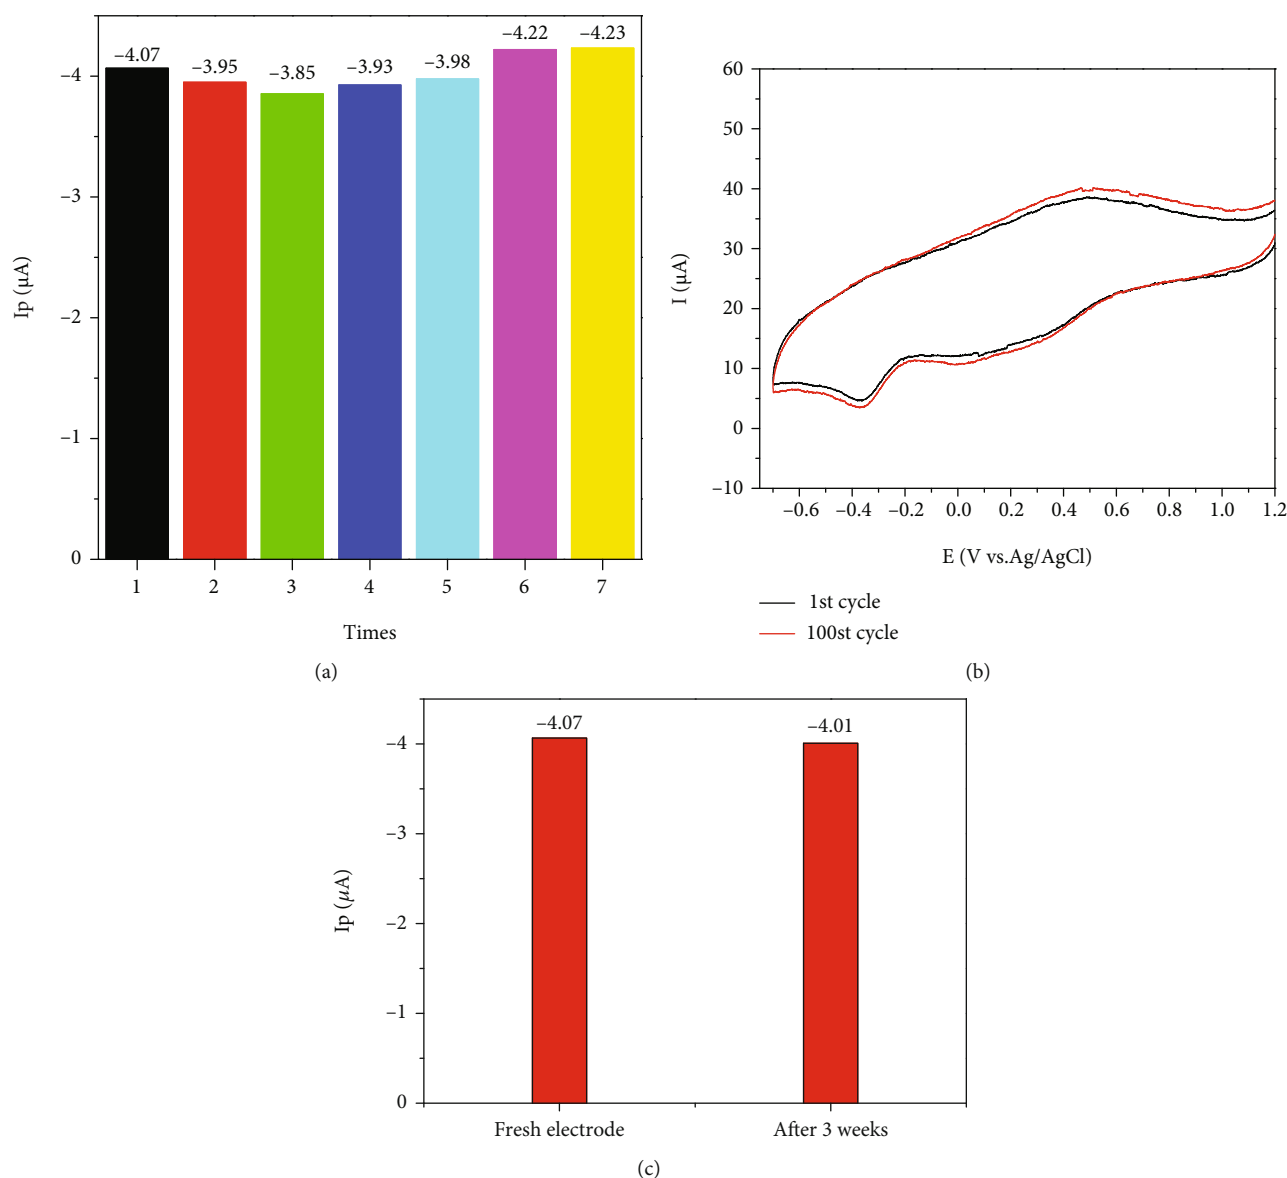 –4.07
–3.95
–3.85
–3.93
–3.98
–4.22
–4.23
–4
–3
–2
–1
0
Ip (μA)
1 2 3 4 5 6 7
Times
(a)
60
50
40
30
20
10
0
–10
I (μA)
–0.6 –0.4 –0.2 0.0 0.2 0.4 0.6 0.8 1.0 1.2
E (V vs.Ag/AgCl)
1st cycle
100st cycle
(b)
–4.07
–4.01
–4
–3
–2
–1
0
Ip (μA)
Fresh electrode After 3 weeks
(c)